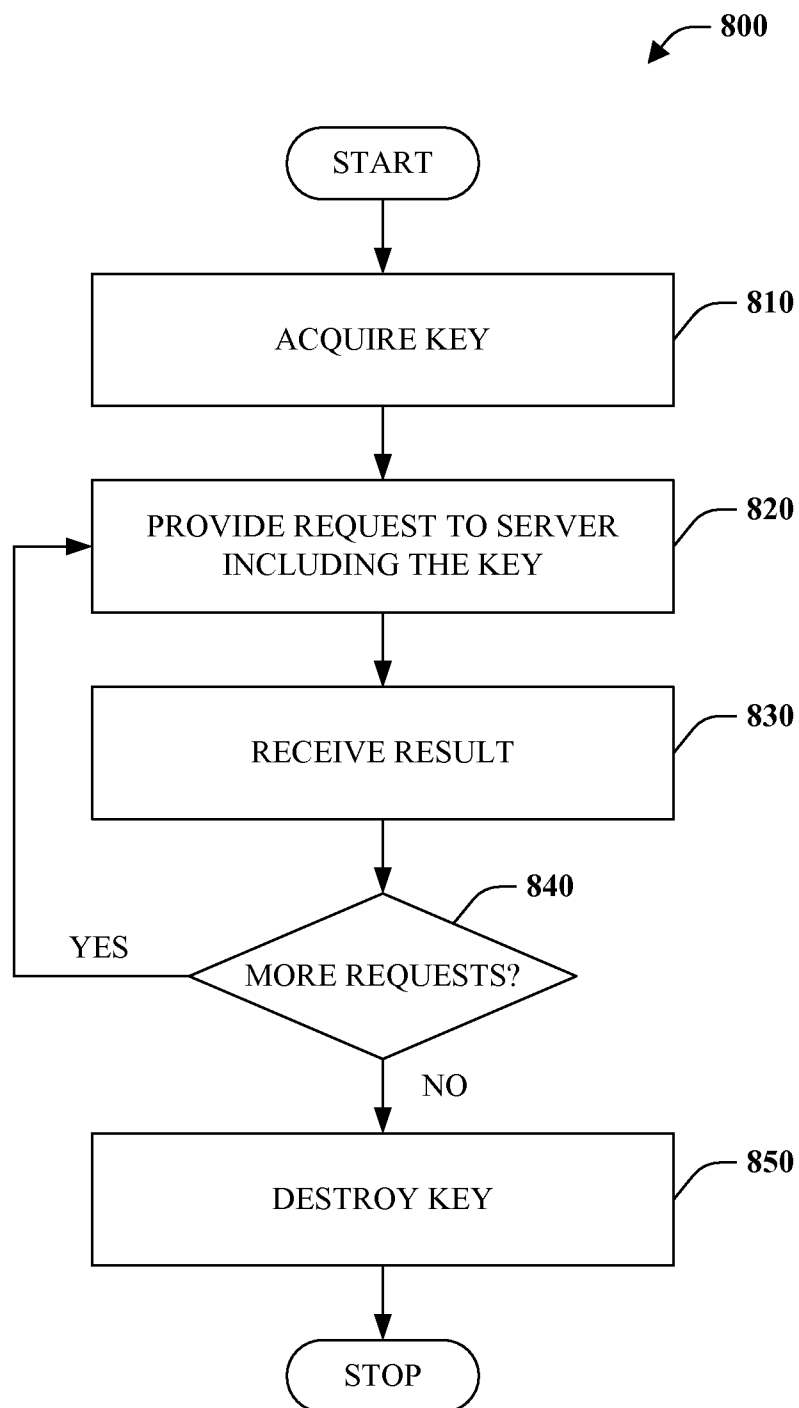 800
START
ACQUIRE KEY
810
PROVIDE REQUEST TO SERVER
INCLUDING THE KEY
820
RECEIVE RESULT
830
840
YES
MORE REQUESTS?
NO
DESTROY KEY
850
STOP